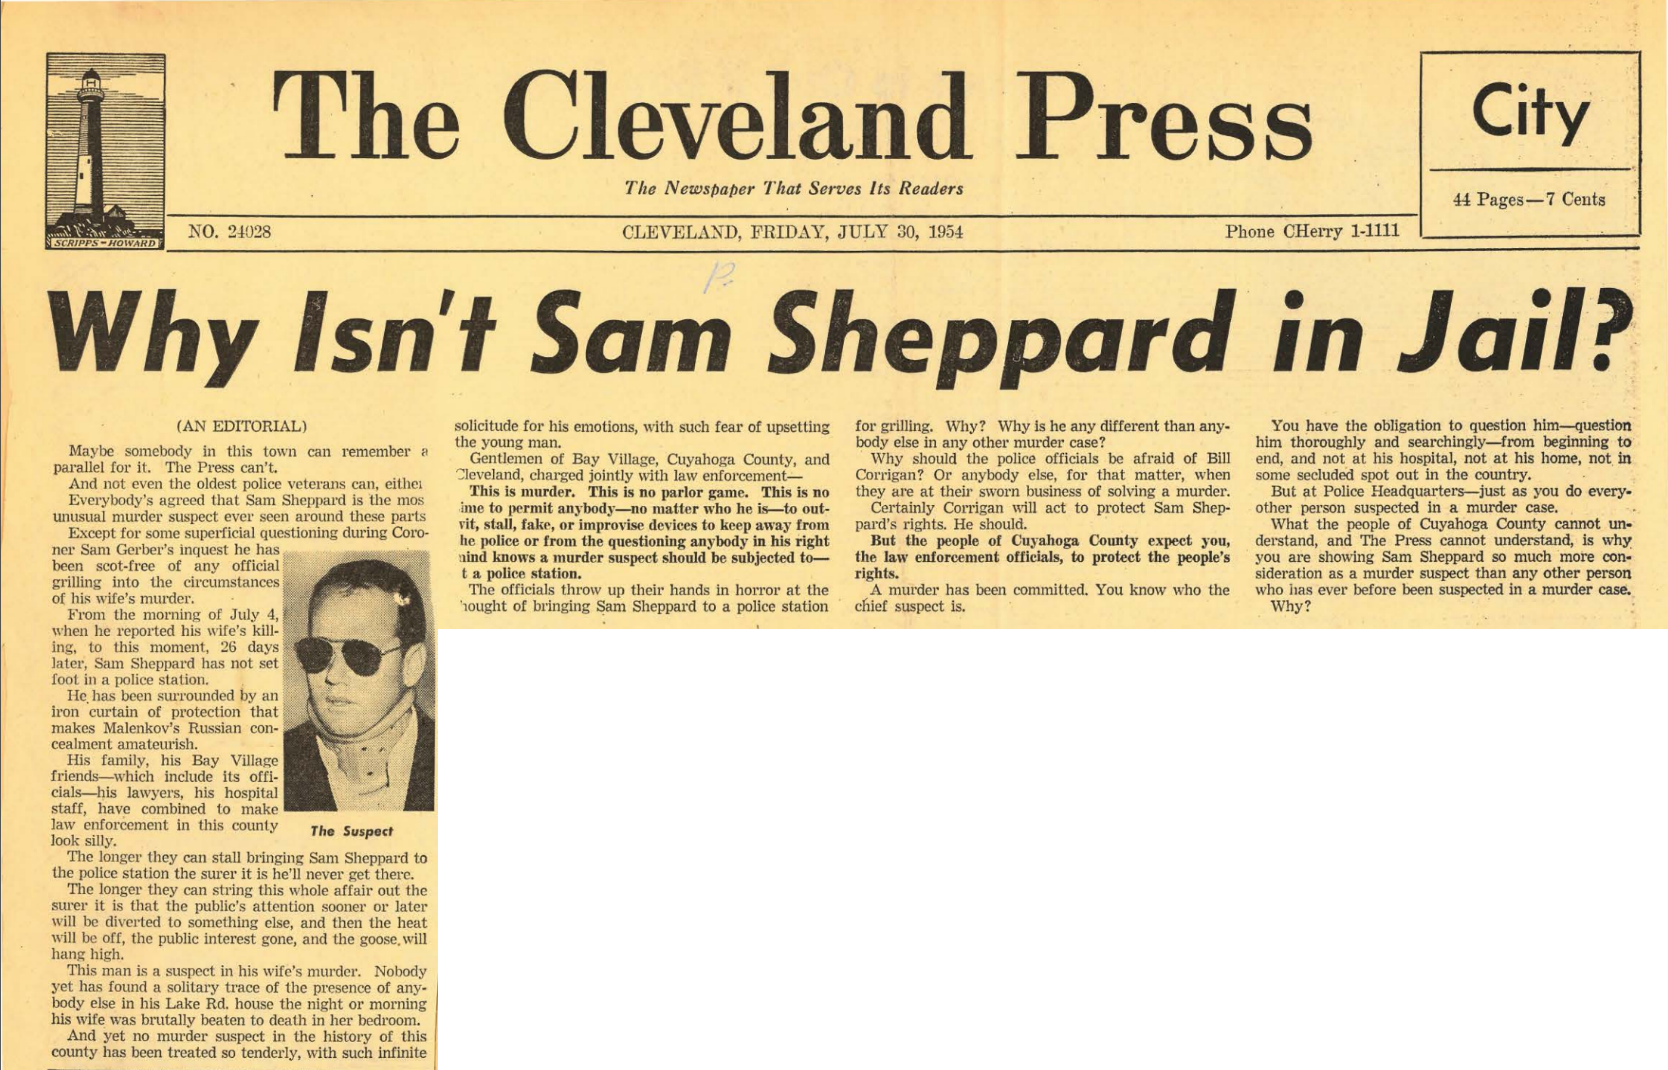 The Cleveland Press
The Newspaper That Serves Its Readers
SCRIPPS-HOWARD
NO. 24028
CLEVELAND, FRIDAY, JULY 30, 1954
Phone CHerry 1-1111
City
44 Pages—7 Cents
Why Isn't Sam Sheppard in Jail?
(AN EDITORIAL)
Maybe somebody in this town can remember a
parallel for it. The Press can't.
And not even the oldest police veterans can, either
Everybody's agreed that Sam Sheppard is the mos
unusual murder suspect ever seen around these parts
Except for some superficial questioning during Coro-
ner Sam Gerber's inquest he has
been scot-free of any official
grilling into the circumstances
of his wife's murder.
From the morning of July 4,
when he reported his wife's kill-
ing, to this moment, 26 days
later, Sam Sheppard has not set
foot in a police station.
He has been surrounded by an
iron curtain of protection that
makes Malenkov's Russian con-
cealment amateurish.
His family, his Bay Village
friends—which include its offi-
cials—his lawyers, his hospital
staff, have combined to make
law enforcement in this county
look silly.
The Suspect
The longer they can stall bringing Sam Sheppard to
the police station the surer it is he'll never get there.
The longer they can string this whole affair out the
surer it is that the public's attention sooner or later
will be diverted to something else, and then the heat
will be off, the public interest gone, and the goose will
hang high.
This man is a suspect in his wife's murder. Nobody
yet has found a solitary trace of the presence of any-
body else in his Lake Rd. house the night or morning
his wife was brutally beaten to death in her bedroom.
And yet no murder suspect in the history of this
county has been treated so tenderly, with such infinite
solicitude for his emotions, with such fear of upsetting
the young man.
Gentlemen of Bay Village, Cuyahoga County, and
Cleveland, charged jointly with law enforcement—
This is murder. This is no parlor game. This is no
ime to permit anybody—no matter who he is—to out-
vit, stall, fake, or improvise devices to keep away from
he police or from the questioning anybody in his right
nind knows a murder suspect should be subjected to—
t a police station.
The officials throw up their hands in horror at the
hought of bringing Sam Sheppard to a police station
for grilling. Why? Why is he any different than any-
body else in any other murder case?
Why should the police officials be afraid of Bill
Corrigan? Or anybody else, for that matter, when
they are at their sworn business of solving a murder.
Certainly Corrigan will act to protect Sam Shep-
pard's rights. He should.
But the people of Cuyahoga County expect you,
the law enforcement officials, to protect the people's
rights.
A murder has been committed. You know who the
chief suspect is.
You have the obligation to question him—question
him thoroughly and searchingly—from beginning to
end, and not at his hospital, not at his home, not in
some secluded spot out in the country.
But at Police Headquarters—just as you do every-
other person suspected in a murder case.
What the people of Cuyahoga County cannot un-
derstand, and The Press cannot understand, is why
you are showing Sam Sheppard so much more con-
sideration as a murder suspect than any other person
who has ever before been suspected in a murder case.
Why?